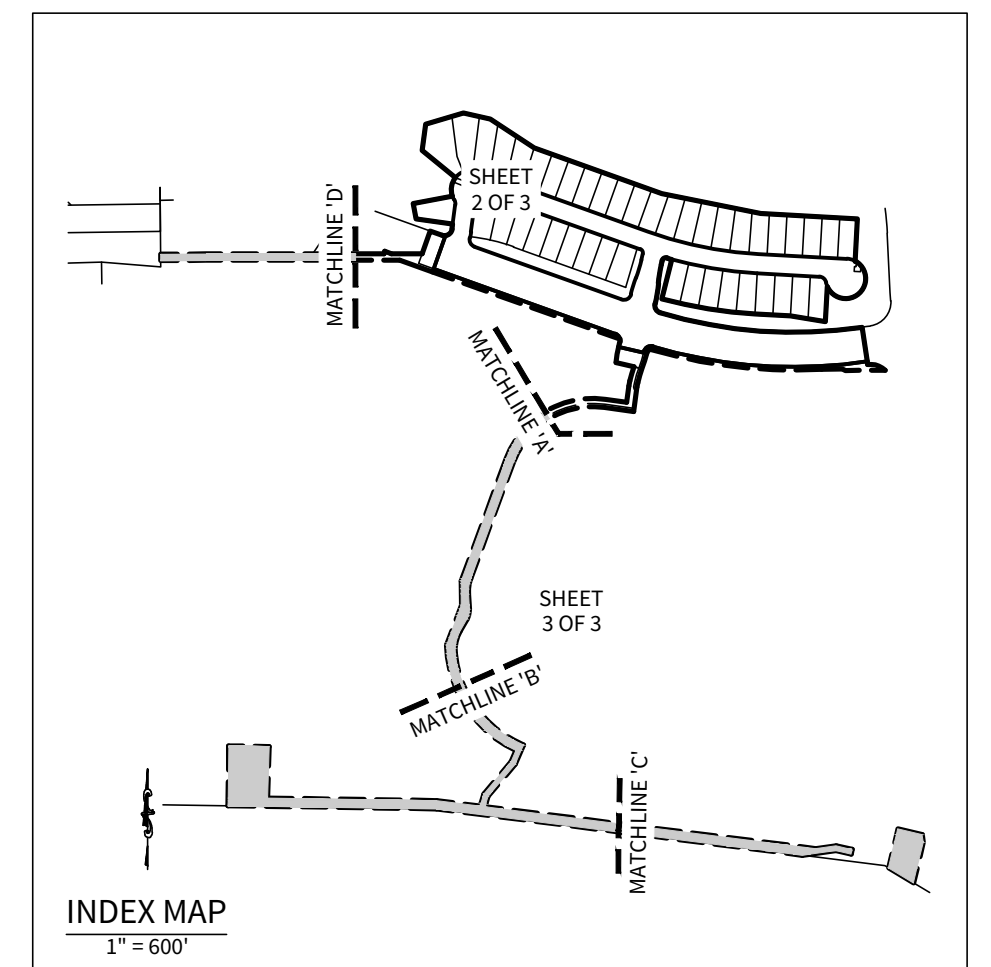 SHEET
2 OF 3
MATCHLINE 'D'
MATCHLINE 'A'
SHEET
3 OF 3
MATCHLINE 'B'
MATCHLINE 'C'
INDEX MAP
1" = 600'